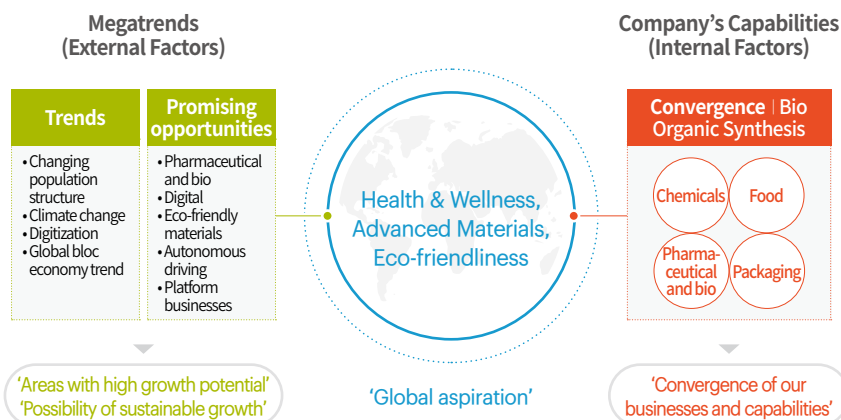 Megatrends
(External Factors)
Trends
• Changing
population
structure
• Climate change
• Digitization
• Global bloc
economy trend
Promising
opportunities
• Pharmaceutical
and bio
• Digital
• Eco-friendly
materials
• Autonomous
driving
• Platform
businesses
'Areas with high growth potential'
'Possibility of sustainable growth'
Health & Wellness,
Advanced Materials,
Eco-friendliness
'Global aspiration'
Company's Capabilities
(Internal Factors)
Convergence | Bio
Organic Synthesis
Chemicals
Food
Pharma-
ceutical
and bio
Packaging
'Convergence of our
businesses and capabilities'